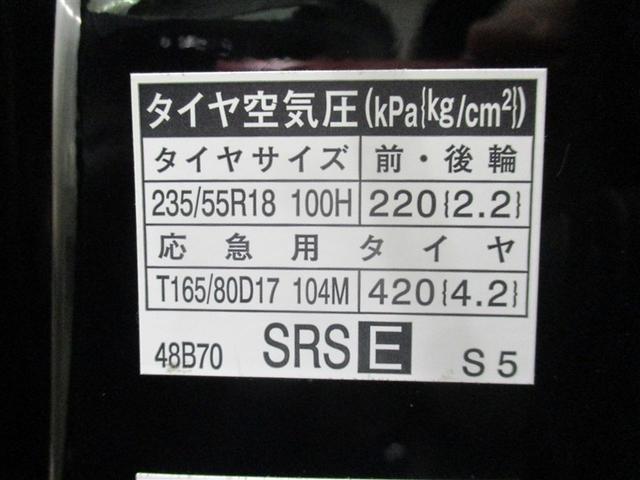 タイヤ空気圧(kPa{kg/cm²})
タイヤサイズ 前・後輪
235/55R18 100H 220{2.2}
応急用タイヤ
T165/80D17 104M 420{4.2}
48B70 SRS E S5